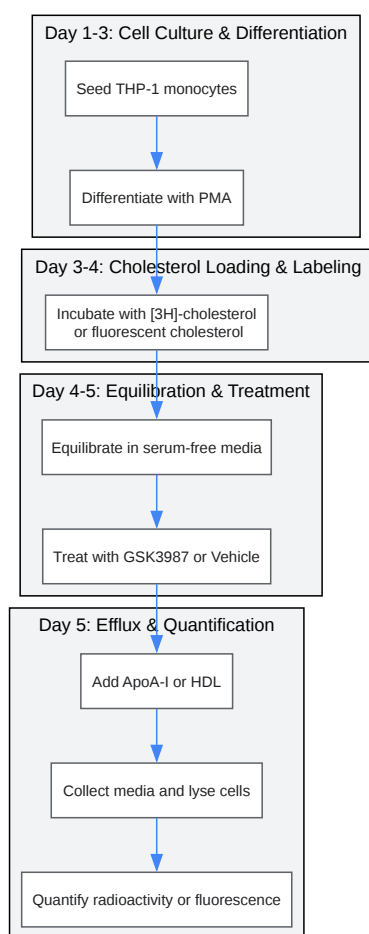 Day 1-3: Cell Culture & Differentiation
Seed THP-1 monocytes
Differentiate with PMA
Day 3-4: Cholesterol Loading & Labeling
Incubate with [3H]-cholesterol
or fluorescent cholesterol
Day 4-5: Equilibration & Treatment
Equilibrate in serum-free media
Treat with GSK3987 or Vehicle
Day 5: Efflux & Quantification
Add ApoA-I or HDL
Collect media and lyse cells
Quantify radioactivity or fluorescence